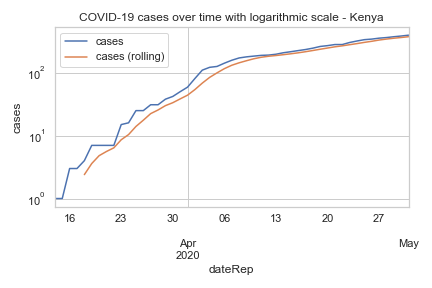 COVID-19 cases over time with logarithmic scale - Kenya
cases
cases (rolling)
10²
10¹
10⁰
cases
16 23 30 06 13 20 27
Apr May
2020
dateRep